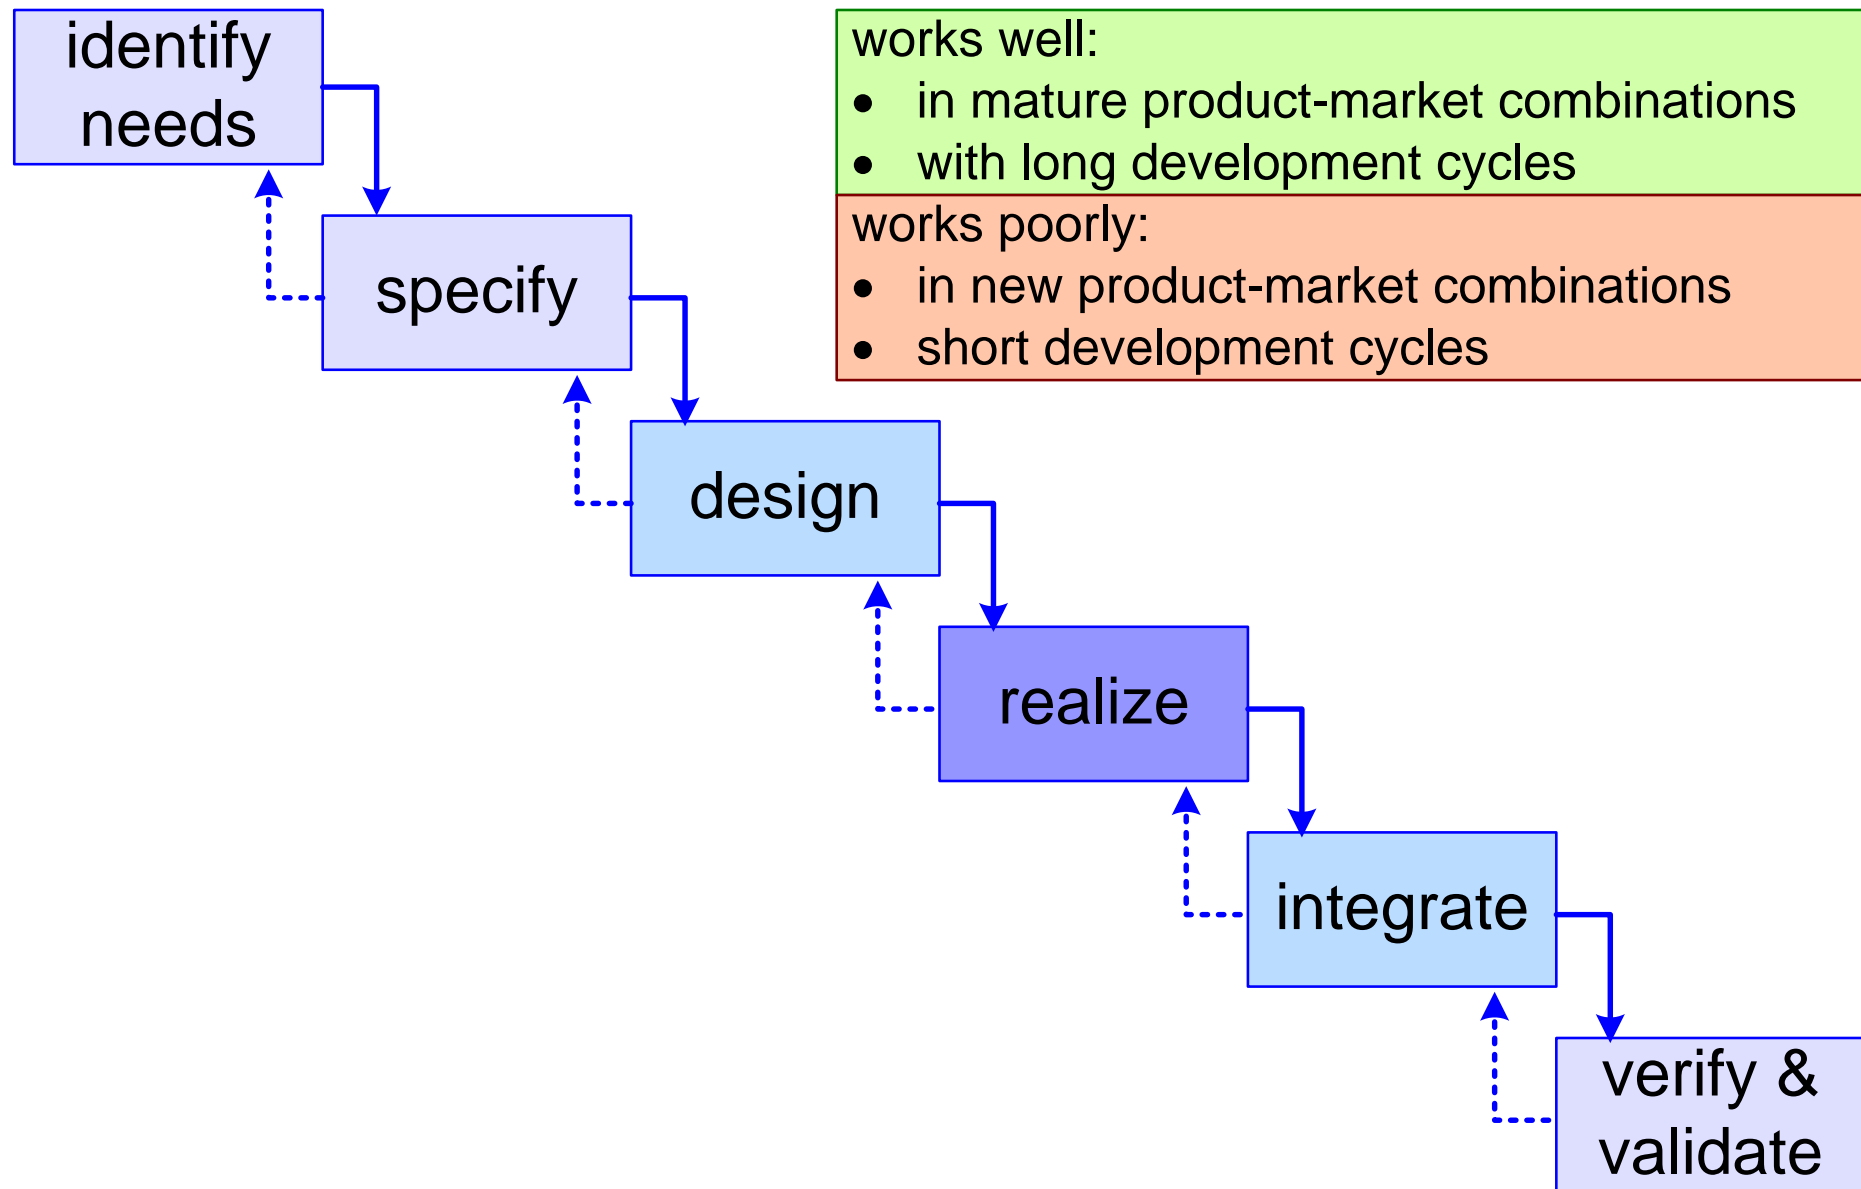 identify
needs
works well:
• in mature product-market combinations
• with long development cycles
works poorly:
• in new product-market combinations
• short development cycles
specify
design
realize
integrate
verify &
validate